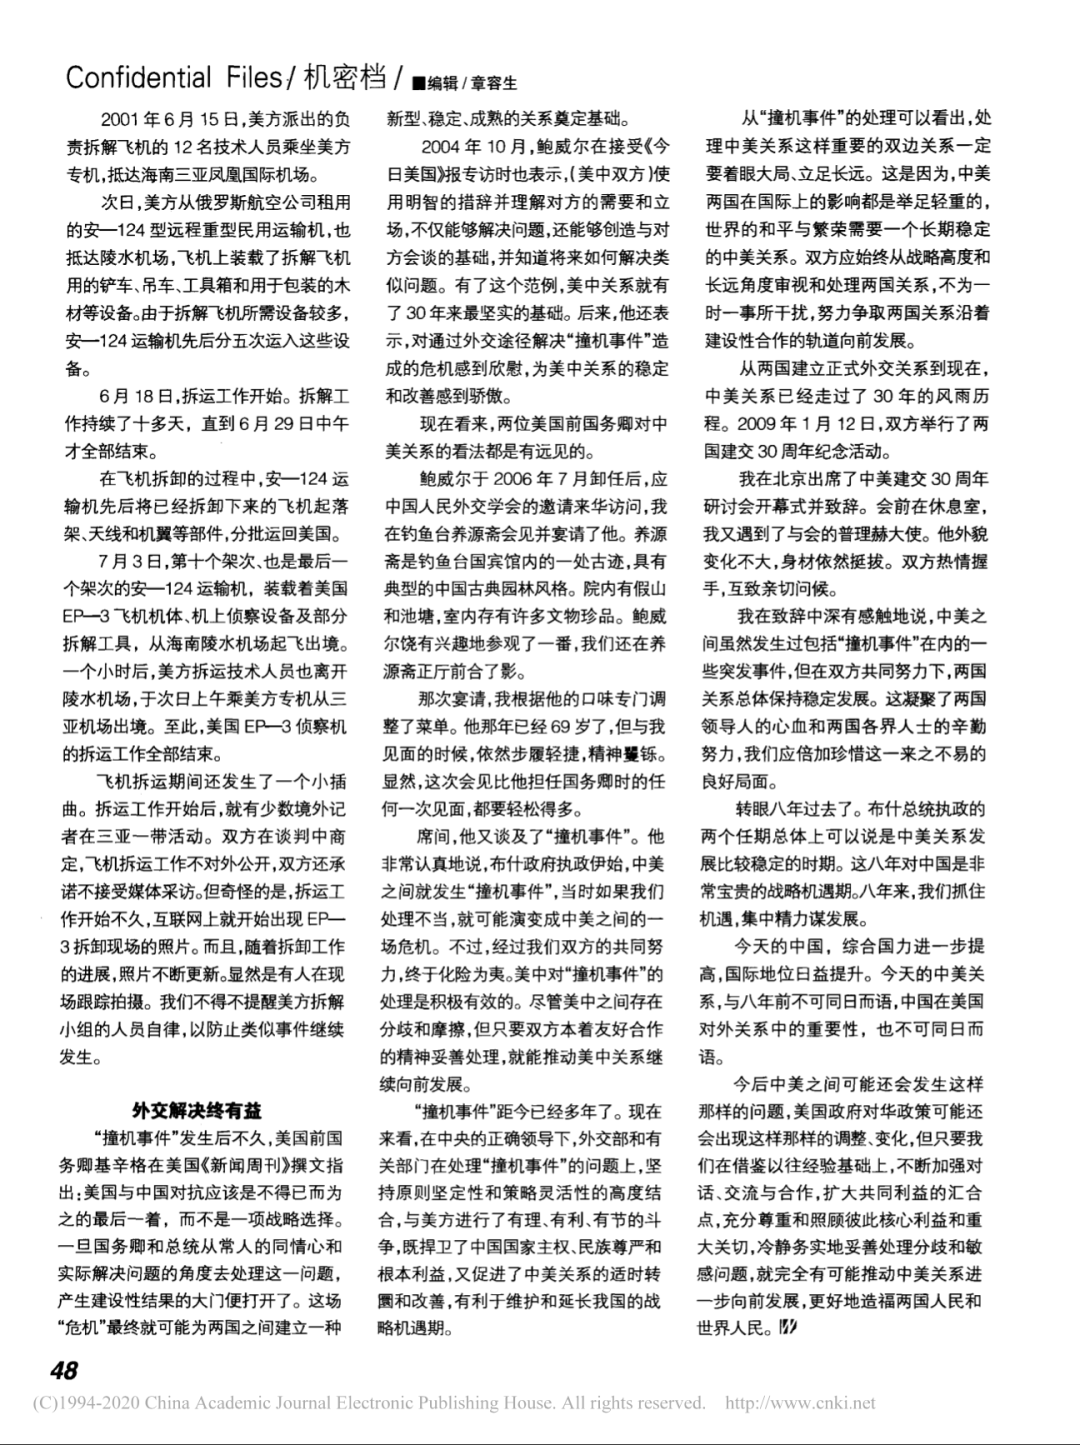 Confidential Files/机密档/■编辑/章容生
2001年6月15日,美方派出的负
责拆解飞机的12名技术人员乘坐美方
专机,抵达海南三亚凤凰国际机场。
次日,美方从俄罗斯航空公司租用
的安—124型远程重型民用运输机,也
抵达陵水机场,飞机上装载了拆解飞机
用的铲车、吊车、工具箱和用于包装的木
材等设备。由于拆解飞机所需设备较多,
安—124运输机先后分五次运入这些设
备。
6月18日,拆运工作开始。拆解工
作持续了十多天,直到6月29日中午
才全部结束。
在飞机拆卸的过程中,安—124运
输机先后将已经拆卸下来的飞机起落
架、天线和机翼等部件,分批运回美国。
7月3日,第十个架次、也是最后一
个架次的安—124运输机,装载着美国
EP—3飞机机体、机上侦察设备及部分
拆解工具,从海南陵水机场起飞出境。
一个小时后,美方拆运技术人员也离开
陵水机场,于次日上午乘美方专机从三
亚机场出境。至此,美国EP—3侦察机
的拆运工作全部结束。
飞机拆运期间还发生了一个小插
曲。拆运工作开始后,就有少数境外记
者在三亚一带活动。双方在谈判中商
定,飞机拆运工作不对外公开,双方还承
诺不接受媒体采访。但奇怪的是,拆运工
作开始不久,互联网上就开始出现EP—
3拆卸现场的照片。而且,随着拆卸工作
的进展,照片不断更新。显然是有人在现
场跟踪拍摄。我们不得不提醒美方拆解
小组的人员自律,以防止类似事件继续
发生。
外交解决终有益
“撞机事件”发生后不久,美国前国
务卿基辛格在美国《新闻周刊》撰文指
出:美国与中国对抗应该是不得已而为
之的最后一着,而不是一项战略选择。
一旦国务卿和总统从常人的同情心和
实际解决问题的角度去处理这一问题,
产生建设性结果的大门便打开了。这场
“危机”最终就可能为两国之间建立一种
新型、稳定、成熟的关系奠定基础。
2004年10月,鲍威尔在接受《今
日美国》报专访时也表示,(美中双方)使
用明智的措辞并理解对方的需要和立
场,不仅能够解决问题,还能够创造与对
方会谈的基础,并知道将来如何解决类
似问题。有了这个范例,美中关系就有
了30年来最坚实的基础。后来,他还表
示,对通过外交途径解决“撞机事件”造
成的危机感到欣慰,为美中关系的稳定
和改善感到骄傲。
现在看来,两位美国前国务卿对中
美关系的看法都是有远见的。
鲍威尔于2006年7月卸任后,应
中国人民外交学会的邀请来华访问,我
在钓鱼台养源斋会见并宴请了他。养源
斋是钓鱼台国宾馆内的一处古迹,具有
典型的中国古典园林风格。院内有假山
和池塘,室内存有许多文物珍品。鲍威
尔饶有兴趣地参观了一番,我们还在养
源斋正厅前合了影。
那次宴请,我根据他的口味专门调
整了菜单。他那年已经69岁了,但与我
见面的时候,依然步履轻捷,精神矍铄。
显然,这次会见比他担任国务卿时的任
何一次见面,都要轻松得多。
席间,他又谈及了“撞机事件”。他
非常认真地说,布什政府执政伊始,中美
之间就发生“撞机事件”,当时如果我们
处理不当,就可能演变成中美之间的一
场危机。不过,经过我们双方的共同努
力,终于化险为夷。美中对“撞机事件”的
处理是积极有效的。尽管美中之间存在
分歧和摩擦,但只要双方本着友好合作
的精神妥善处理,就能推动美中关系继
续向前发展。
“撞机事件”距今已经多年了。现在
来看,在中央的正确领导下,外交部和有
关部门在处理“撞机事件”的问题上,坚
持原则坚定性和策略灵活性的高度结
合,与美方进行了有理、有利、有节的斗
争,既捍卫了中国国家主权、民族尊严和
根本利益,又促进了中美关系的适时转
圜和改善,有利于维护和延长我国的战
略机遇期。
从“撞机事件”的处理可以看出,处
理中美关系这样重要的双边关系一定
要着眼大局、立足长远。这是因为,中美
两国在国际上的影响都是举足轻重的,
世界的和平与繁荣需要一个长期稳定
的中美关系。双方应始终从战略高度和
长远角度审视和处理两国关系,不为一
时一事所干扰,努力争取两国关系沿着
建设性合作的轨道向前发展。
从两国建立正式外交关系到现在,
中美关系已经走过了30年的风雨历
程。2009年1月12日,双方举行了两
国建交30周年纪念活动。
我在北京出席了中美建交30周年
研讨会开幕式并致辞。会前在休息室,
我又遇到了与会的普理赫大使。他外貌
变化不大,身材依然挺拔。双方热情握
手,互致亲切问候。
我在致辞中深有感触地说,中美之
间虽然发生过包括“撞机事件”在内的一
些突发事件,但在双方共同努力下,两国
关系总体保持稳定发展。这凝聚了两国
领导人的心血和两国各界人士的辛勤
努力,我们应倍加珍惜这一来之不易的
良好局面。
转眼八年过去了。布什总统执政的
两个任期总体上可以说是中美关系发
展比较稳定的时期。这八年对中国是非
常宝贵的战略机遇期。八年来,我们抓住
机遇,集中精力谋发展。
今天的中国,综合国力进一步提
高,国际地位日益提升。今天的中美关
系,与八年前不可同日而语,中国在美国
对外关系中的重要性,也不可同日而
语。
今后中美之间可能还会发生这样
那样的问题,美国政府对华政策可能还
会出现这样那样的调整、变化,但只要我
们在借鉴以往经验基础上,不断加强对
话、交流与合作,扩大共同利益的汇合
点,充分尊重和照顾彼此核心利益和重
大关切,冷静务实地妥善处理分歧和敏
感问题,就完全有可能推动中美关系进
一步向前发展,更好地造福两国人民和
世界人民。
48
(C)1994-2020 China Academic Journal Electronic Publishing House. All rights reserved. http://www.cnki.net